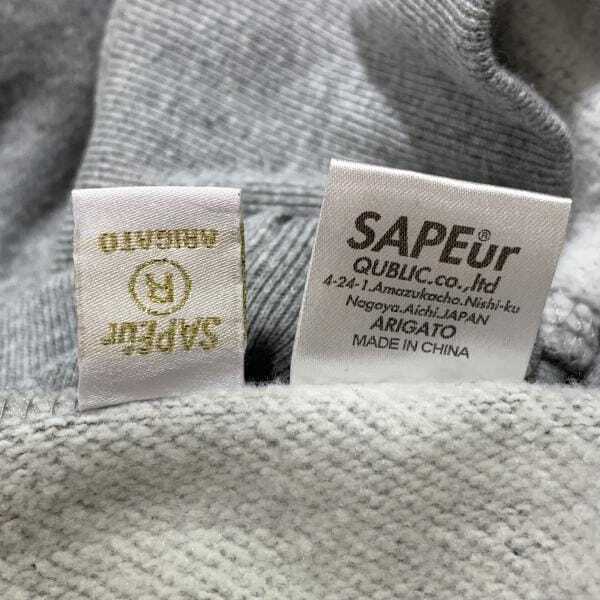 SAPEur
®
ARIGATO
SAPEur®
QUBLIC.co.,ltd
4-24-1.Amazukacho.Nishi-ku
Nagoya.Aichi.JAPAN
ARIGATO
MADE IN CHINA